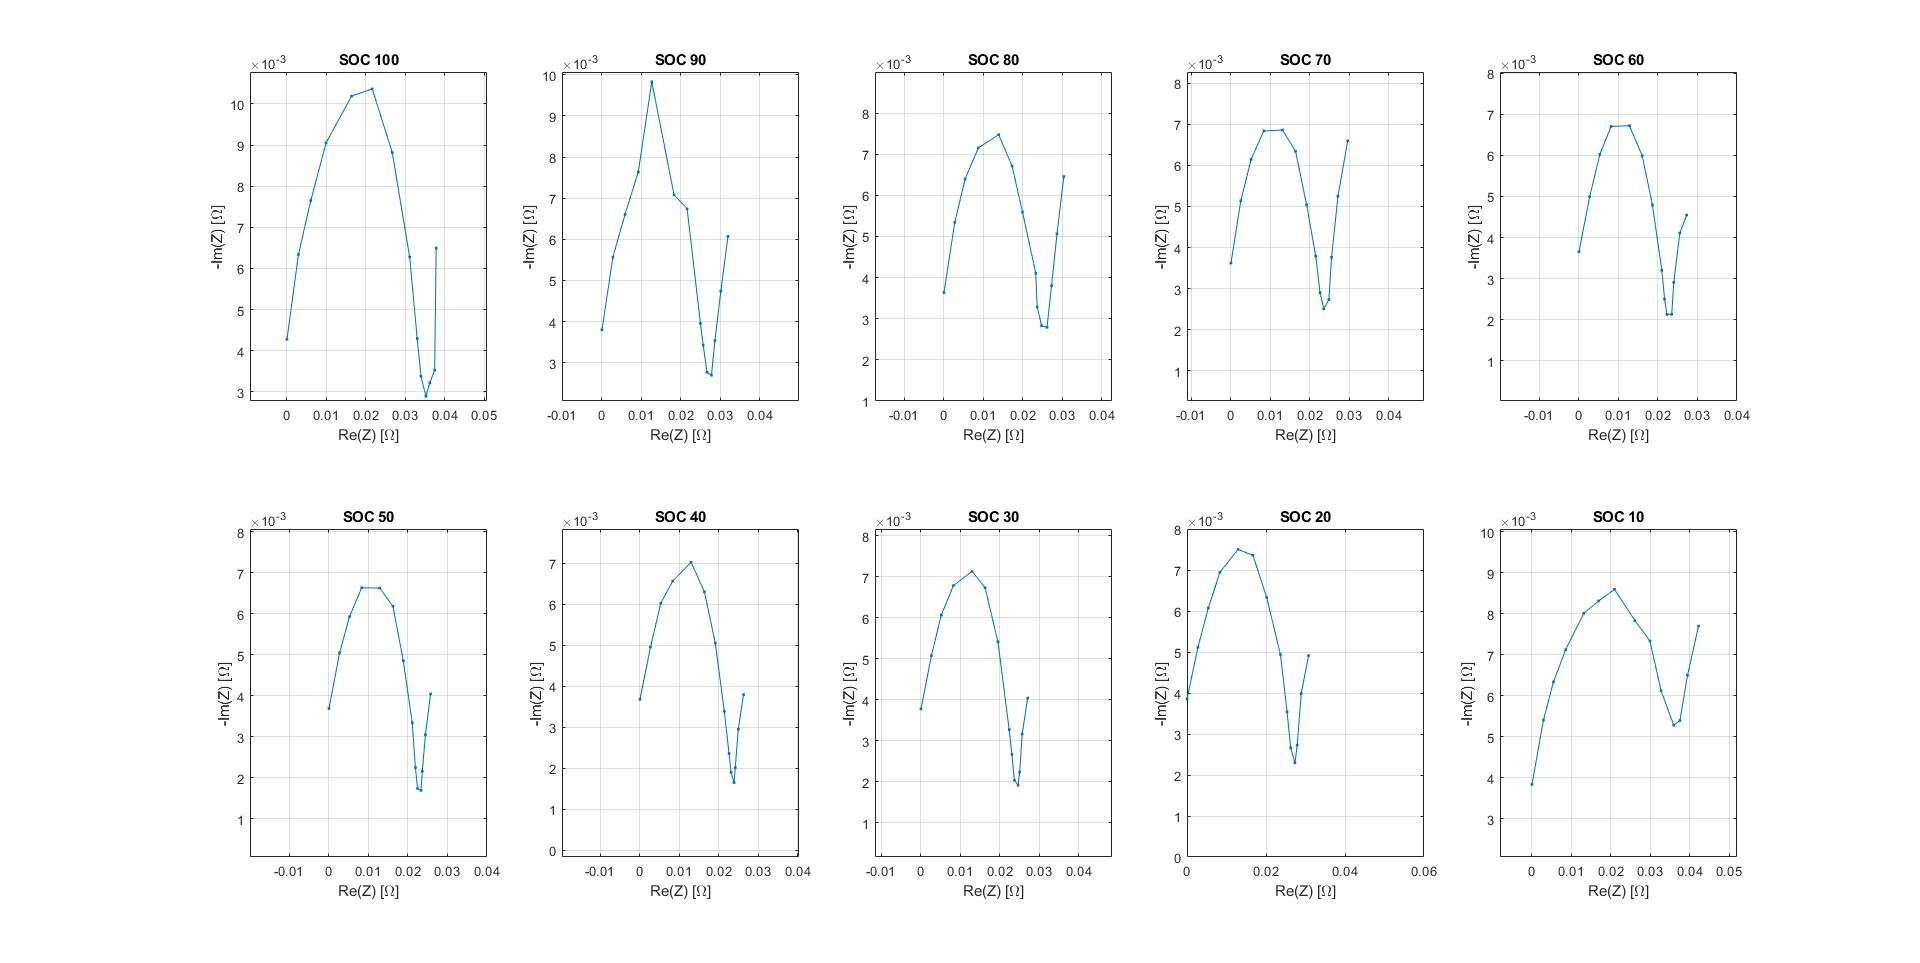 SOC 100
×10-3
10
9
8
7
6
5
4
3
0 0.01 0.02 0.03 0.04 0.05
-Im(Z) [Ω]
Re(Z) [Ω]
SOC 90
×10-3
10
9
8
7
6
5
4
3
-0.01 0 0.01 0.02 0.03 0.04
-Im(Z) [Ω]
Re(Z) [Ω]
SOC 80
×10-3
8
7
6
5
4
3
2
1
-0.01 0 0.01 0.02 0.03 0.04
-Im(Z) [Ω]
Re(Z) [Ω]
SOC 70
×10-3
8
7
6
5
4
3
2
1
-0.01 0 0.01 0.02 0.03 0.04
-Im(Z) [Ω]
Re(Z) [Ω]
SOC 60
×10-3
8
7
6
5
4
3
2
1
-0.01 0 0.01 0.02 0.03 0.04
-Im(Z) [Ω]
Re(Z) [Ω]
SOC 50
×10-3
8
7
6
5
4
3
2
1
-0.01 0 0.01 0.02 0.03 0.04
-Im(Z) [Ω]
Re(Z) [Ω]
SOC 40
×10-3
7
6
5
4
3
2
1
0
-0.01 0 0.01 0.02 0.03 0.04
-Im(Z) [Ω]
Re(Z) [Ω]
SOC 30
×10-3
8
7
6
5
4
3
2
1
-0.01 0 0.01 0.02 0.03 0.04
-Im(Z) [Ω]
Re(Z) [Ω]
SOC 20
×10-3
8
7
6
5
4
3
2
1
0
0 0.02 0.04 0.06
-Im(Z) [Ω]
Re(Z) [Ω]
SOC 10
×10-3
10
9
8
7
6
5
4
3
0 0.01 0.02 0.03 0.04 0.05
-Im(Z) [Ω]
Re(Z) [Ω]